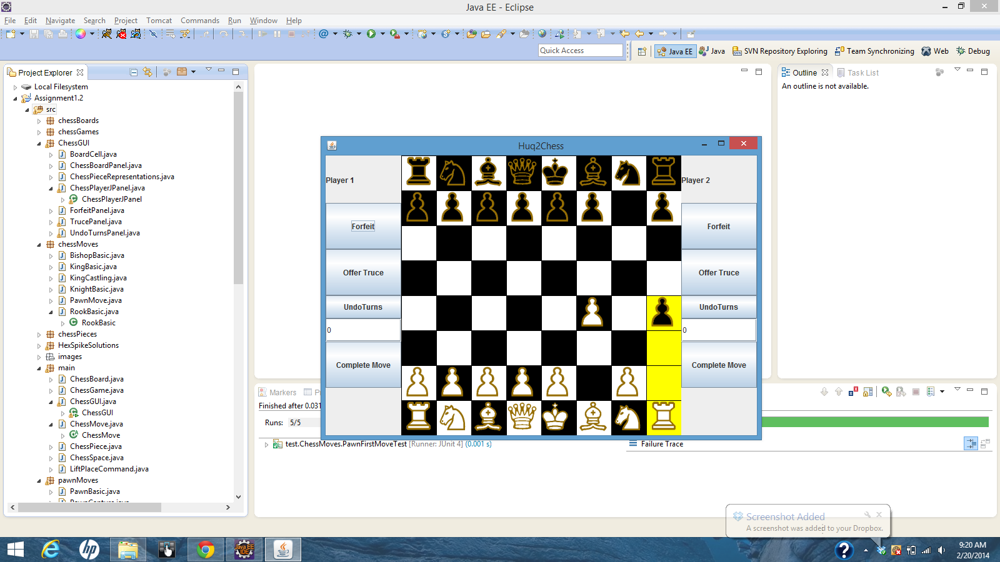 Java EE - Eclipse
File Edit Navigate Search Project Tomcat Commands Run Window Help
Quick Access
Java EE Java SVN Repository Exploring Team Synchronizing Web Debug
Project Explorer
Local Filesystem
Assignment1.2
src
chessBoards
chessGames
ChessGUI
BoardCell.java
ChessBoardPanel.java
ChessPieceRepresentations.java
ChessPlayerJPanel.java
ChessPlayerJPanel
ForfeitPanel.java
TrucePanel.java
UndoTurnsPanel.java
chessMoves
BishopBasic.java
KingBasic.java
KingCastling.java
KnightBasic.java
PawnMove.java
RookBasic.java
RookBasic
chessPieces
HexSpikeSolutions
images
main
ChessBoard.java
ChessGame.java
ChessGUI.java
ChessGUI
ChessMove.java
ChessMove
ChessPiece.java
ChessSpace.java
LiftPlaceCommand.java
pawnMoves
PawnBasic.java
PawnCapture.java
Huq2Chess
Player 1
Forfeit
Offer Truce
UndoTurns
0
Complete Move
Player 2
Forfeit
Offer Truce
UndoTurns
0
Complete Move
Outline Task List
An outline is not available.
Markers
Finished after 0.031
Runs: 5/5
test.ChessMoves.PawnFirstMoveTest [Runner: JUnit 4] (0.001 s)
Failure Trace
Screenshot Added
A screenshot was added to your Dropbox.
hp
Java EE
IDE
9:20 AM
2/20/2014